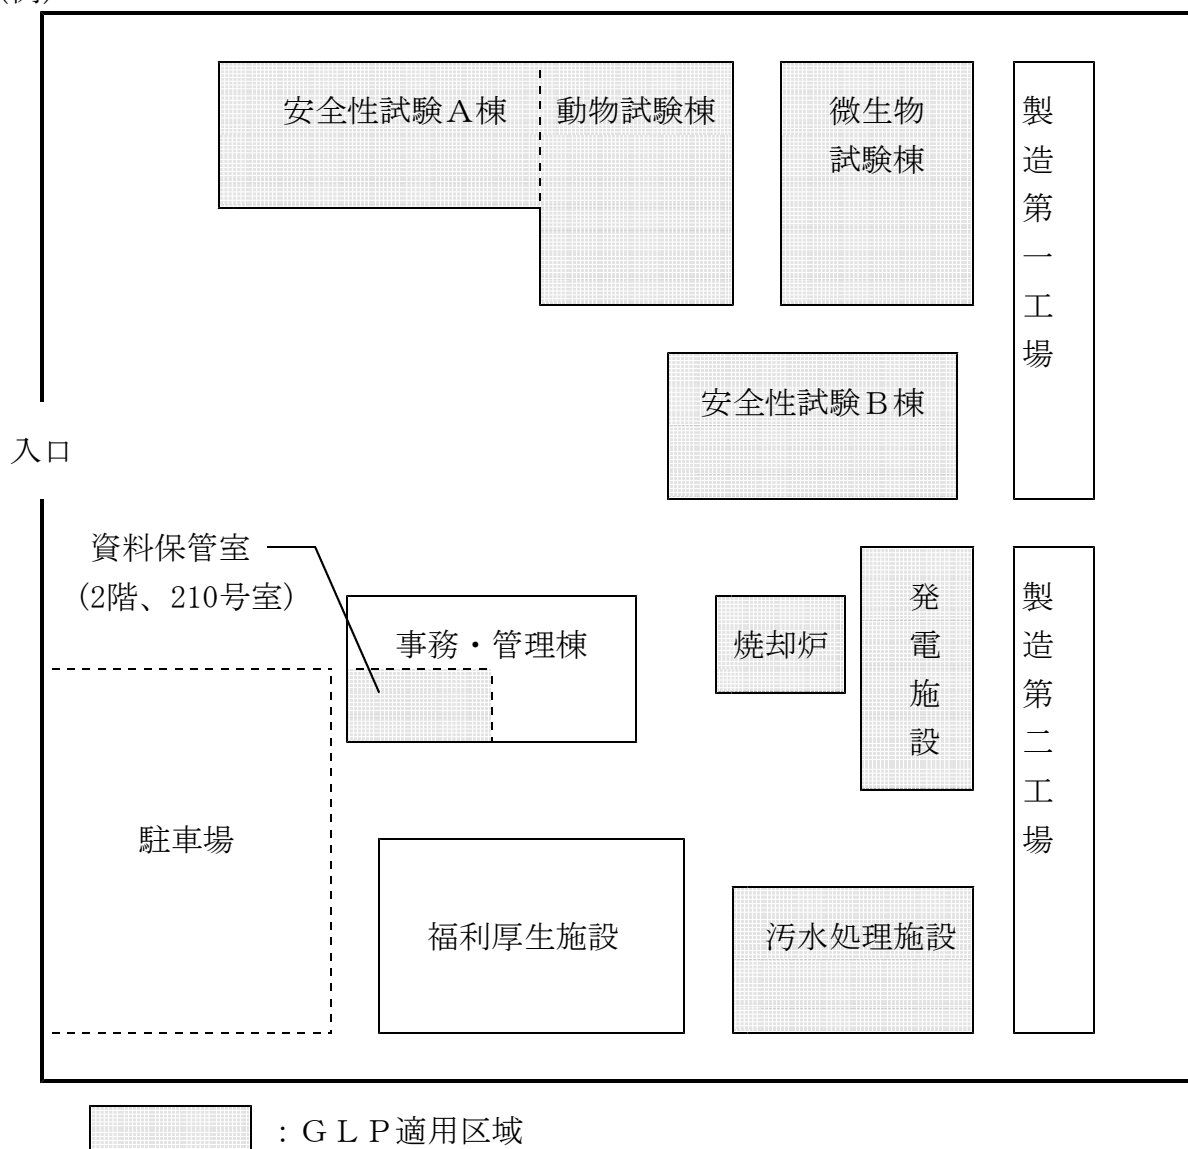 (例)
安全性試験Ａ棟
動物試験棟
微生物
試験棟
製造第一工場
安全性試験Ｂ棟
入口
資料保管室
(2階、210号室)
事務・管理棟
焼却炉
発電施設
製造第二工場
駐車場
福利厚生施設
汚水処理施設
：ＧＬＰ適用区域